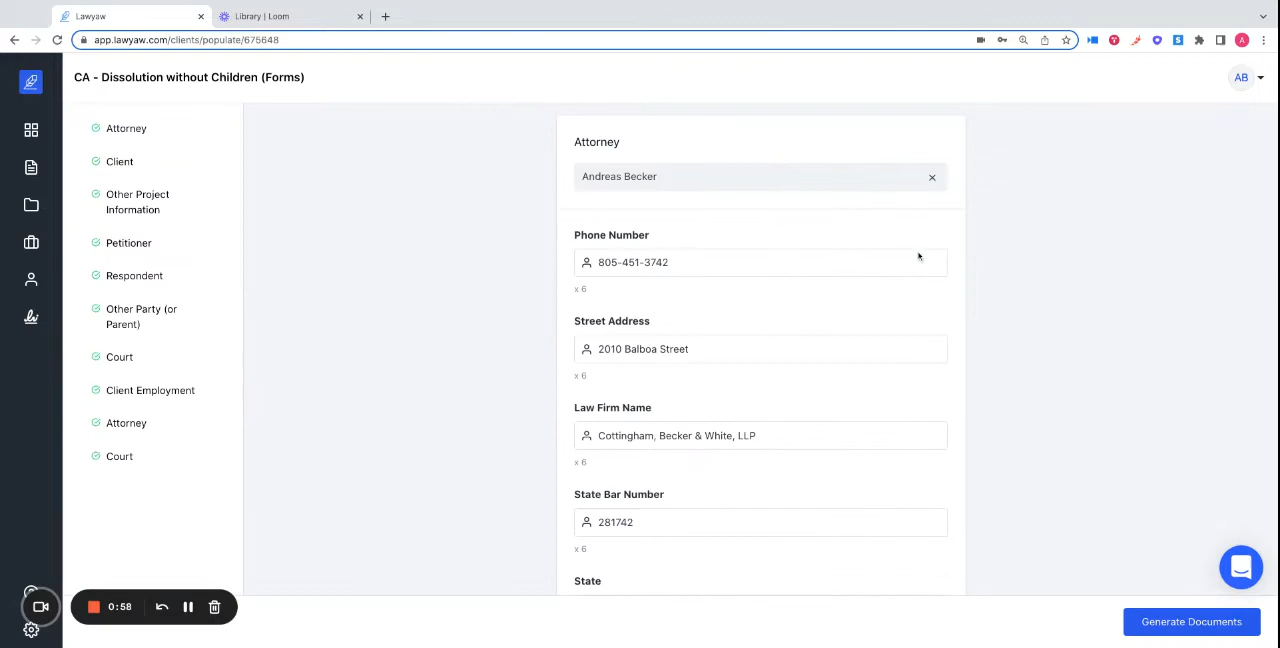 Lawyaw
Library | Loom
app.lawyaw.com/clients/populate/675648
A
CA - Dissolution without Children (Forms)
AB
Attorney
Client
Other Project
Information
Petitioner
Respondent
Other Party (or
Parent)
Court
Client Employment
Attorney
Court
Attorney
Andreas Becker
Phone Number
805-451-3742
x 6
Street Address
2010 Balboa Street
x 6
Law Firm Name
Cottingham, Becker & White, LLP
x 6
State Bar Number
281742
x 6
State
0:58
Generate Documents